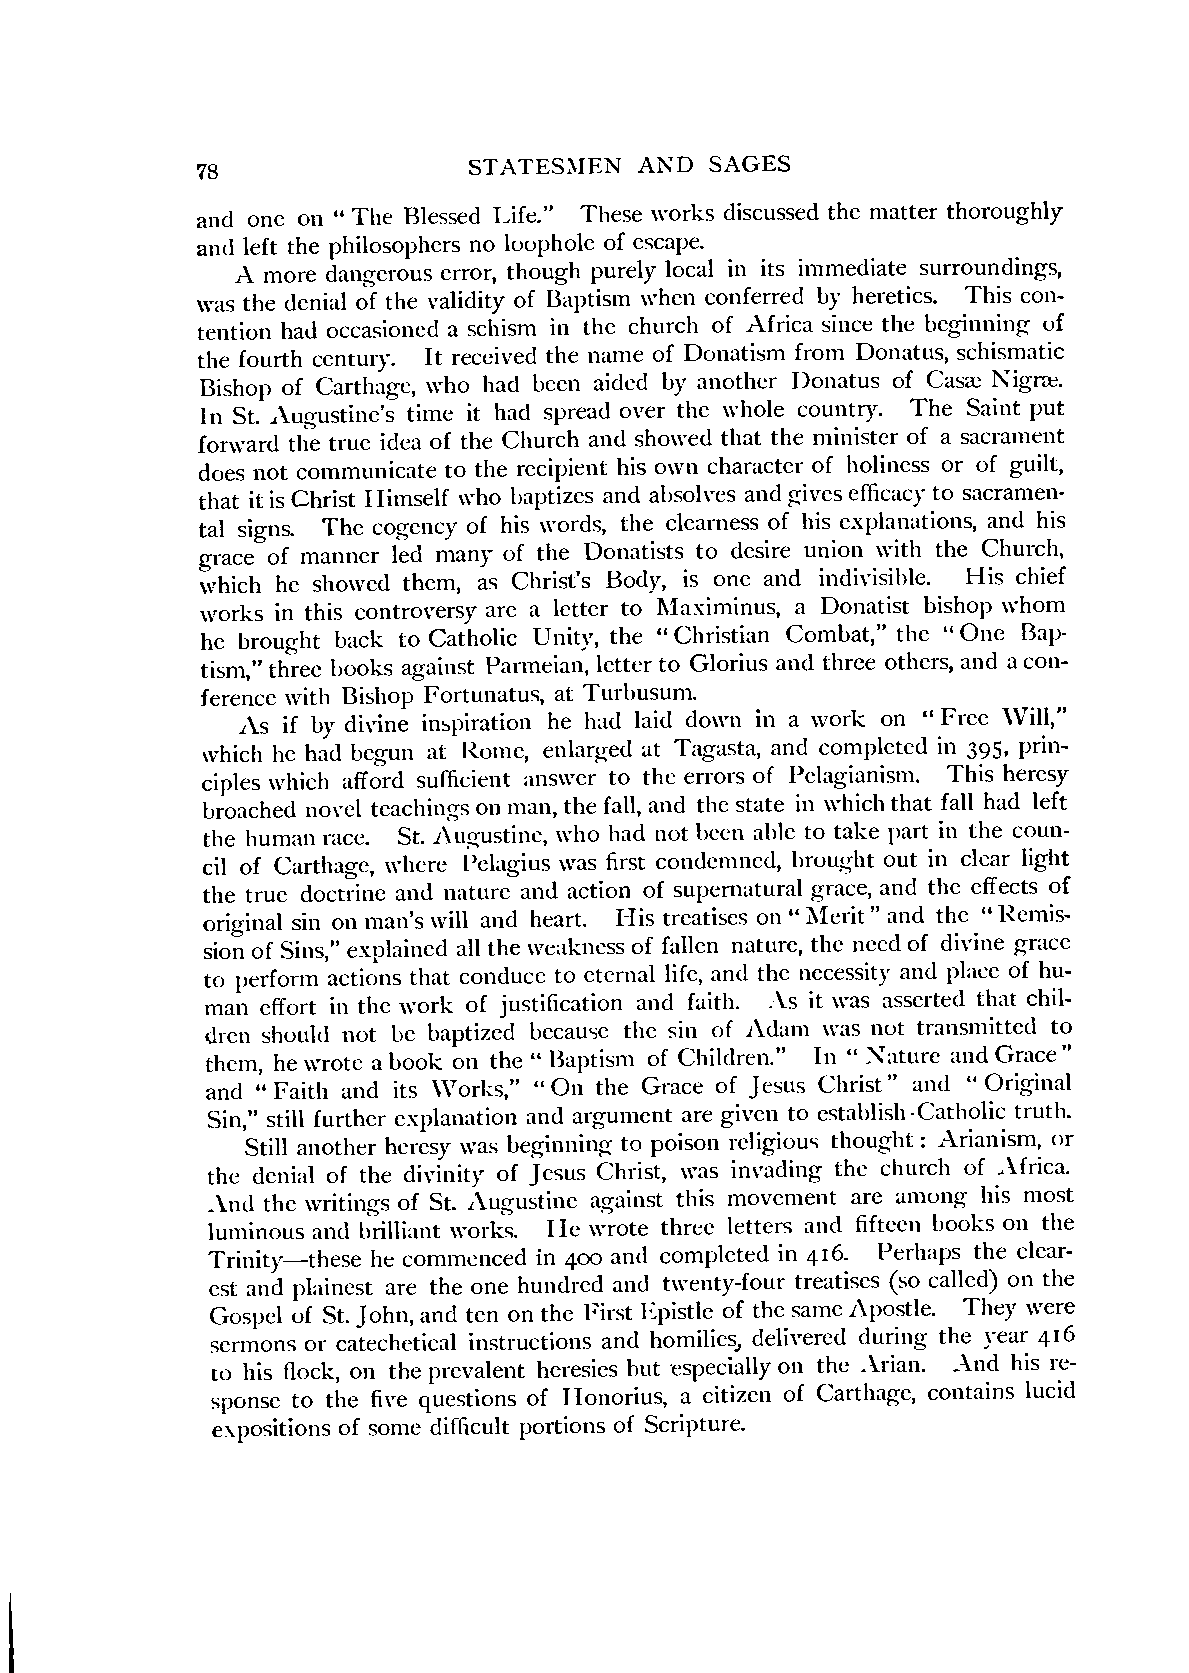 78 STATESMEN AND SAGES
and one on " The Blessed Life." These works discussed the matter thoroughly
and left the philosophers no loophole of escape.
A more dangerous error, though purely local in its immediate surroundings,
was the denial of the validity of Baptism when conferred by heretics. This con-
tention had occasioned a schism in the church of Africa since the beginning of
the fourth century. It received the name of Donatism from Donatus, schismatic
Bishop of Carthage, who had been aided by another Donatus of Casæ Nigræ.
In St. Augustine's time it had spread over the whole country. The Saint put
forward the true idea of the Church and showed that the minister of a sacrament
does not communicate to the recipient his own character of holiness or of guilt,
that it is Christ Himself who baptizes and absolves and gives efficacy to sacramen-
tal signs. The cogency of his words, the clearness of his explanations, and his
grace of manner led many of the Donatists to desire union with the Church,
which he showed them, as Christ's Body, is one and indivisible. His chief
works in this controversy are a letter to Maximinus, a Donatist bishop whom
he brought back to Catholic Unity, the "Christian Combat," the "One Bap-
tism," three books against Parmeian, letter to Glorius and three others, and a con-
ference with Bishop Fortunatus, at Turbusum.
As if by divine inspiration he had laid down in a work on "Free Will,"
which he had begun at Rome, enlarged at Tagasta, and completed in 395, prin-
ciples which afford sufficient answer to the errors of Pelagianism. This heresy
broached novel teachings on man, the fall, and the state in which that fall had left
the human race. St. Augustine, who had not been able to take part in the coun-
cil of Carthage, where Pelagius was first condemned, brought out in clear light
the true doctrine and nature and action of supernatural grace, and the effects of
original sin on man's will and heart. His treatises on "Merit" and the "Remis-
sion of Sins," explained all the weakness of fallen nature, the need of divine grace
to perform actions that conduce to eternal life, and the necessity and place of hu-
man effort in the work of justification and faith. As it was asserted that chil-
dren should not be baptized because the sin of Adam was not transmitted to
them, he wrote a book on the " Baptism of Children." In " Nature and Grace"
and "Faith and its Works," "On the Grace of Jesus Christ" and " Original
Sin," still further explanation and argument are given to establish Catholic truth.
Still another heresy was beginning to poison religious thought : Arianism, or
the denial of the divinity of Jesus Christ, was invading the church of Africa.
And the writings of St. Augustine against this movement are among his most
luminous and brilliant works. He wrote three letters and fifteen books on the
Trinity—these he commenced in 400 and completed in 416. Perhaps the clear-
est and plainest are the one hundred and twenty-four treatises (so called) on the
Gospel of St. John, and ten on the First Epistle of the same Apostle. They were
sermons or catechetical instructions and homilies, delivered during the year 416
to his flock, on the prevalent heresies but especially on the Arian. And his re-
sponse to the five questions of Honorius, a citizen of Carthage, contains lucid
expositions of some difficult portions of Scripture.